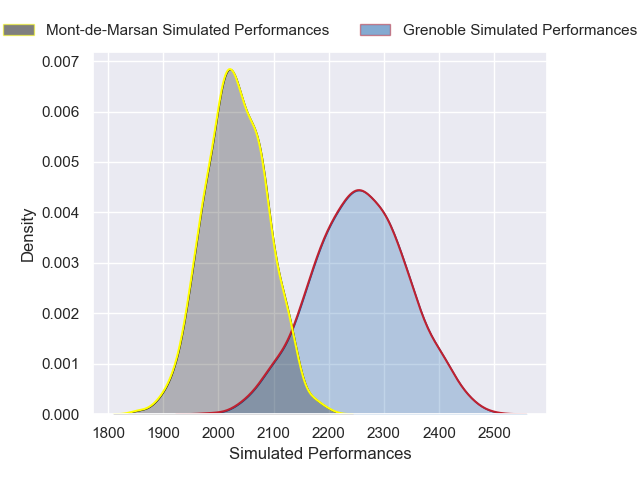 Mont-de-Marsan Simulated Performances Grenoble Simulated Performances
0.007
0.006
0.005
0.004
0.003
0.002
0.001
0.000
Density
1800 1900 2000 2100 2200 2300 2400 2500
Simulated Performances